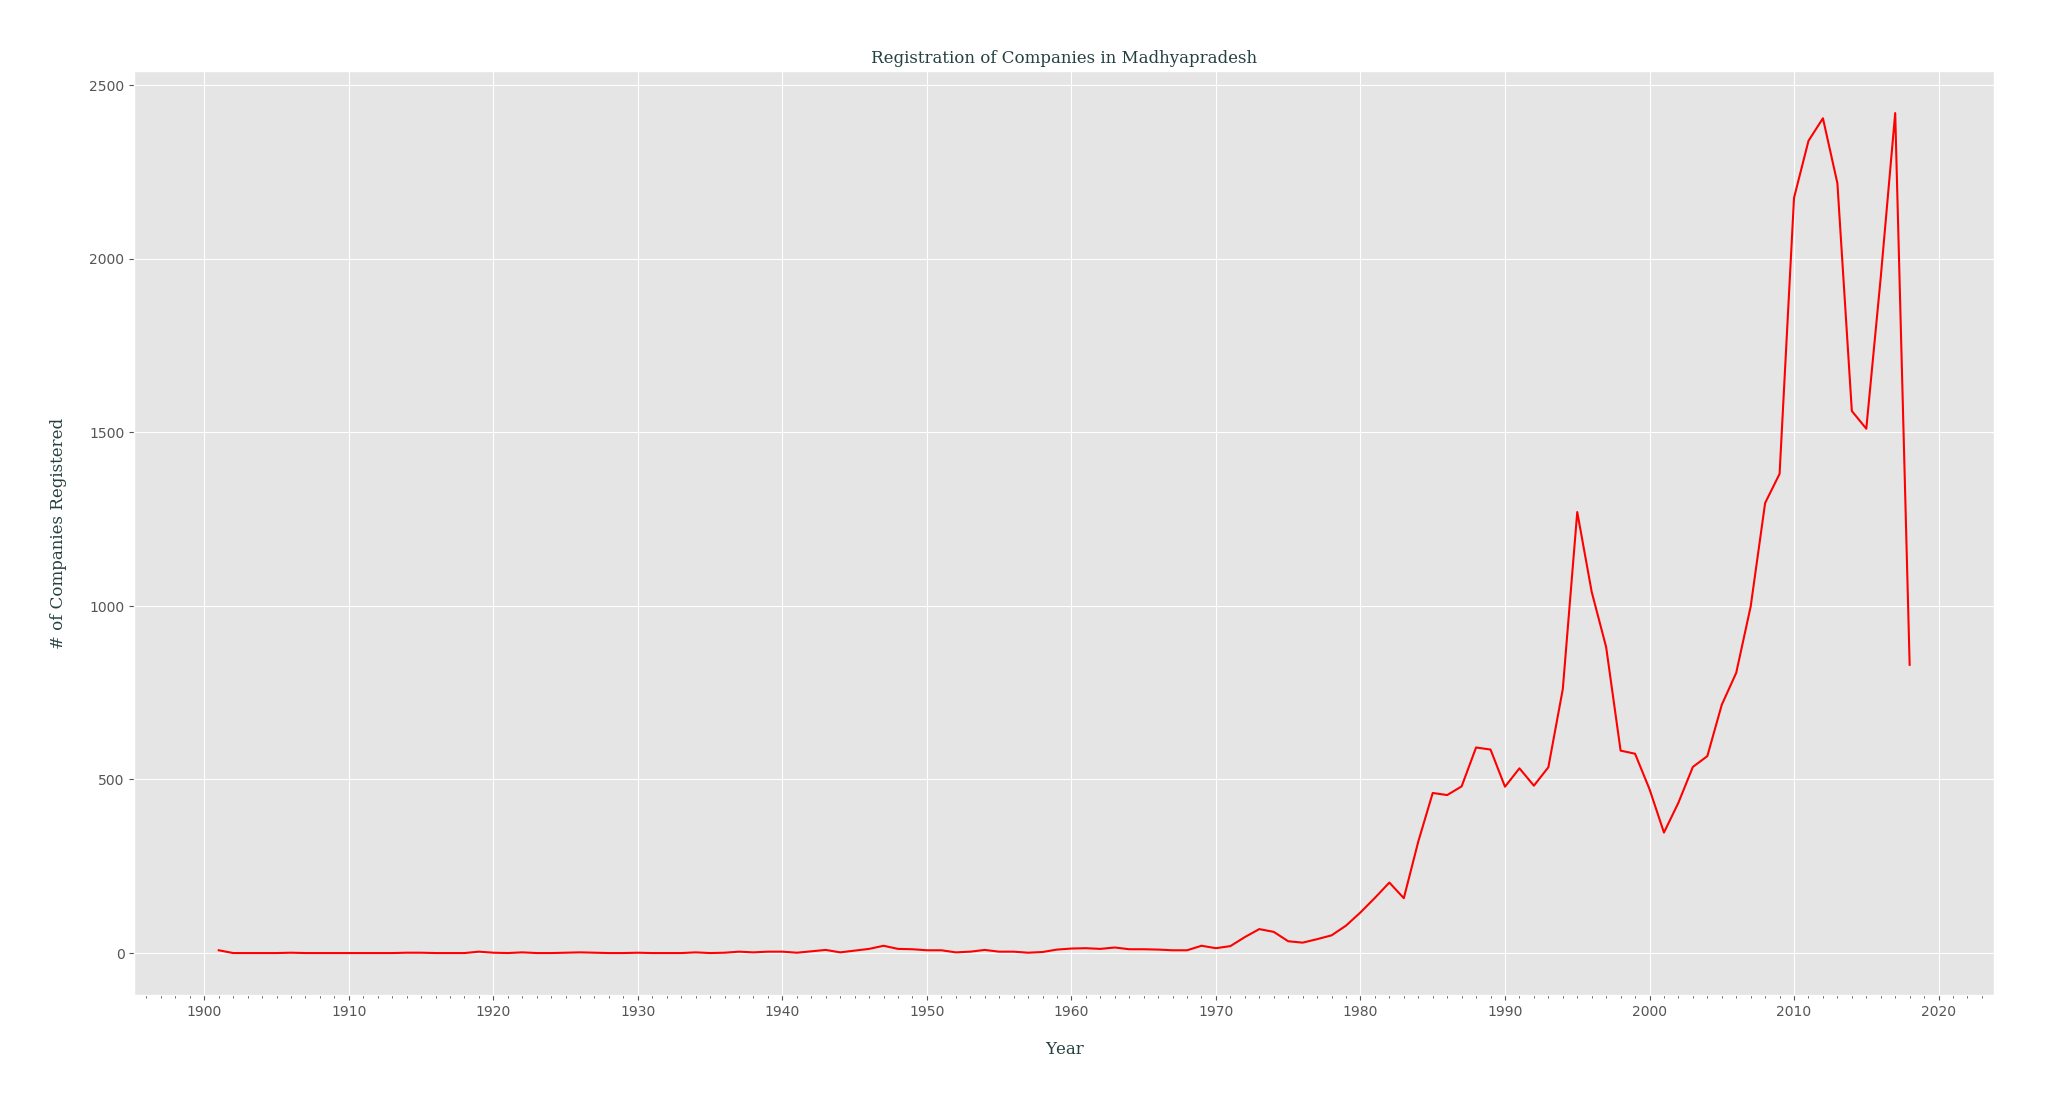 Registration of Companies in Madhyapradesh
2500
2000
1500
1000
500
0
# of Companies Registered
1900 1910 1920 1930 1940 1950 1960 1970 1980 1990 2000 2010 2020
Year